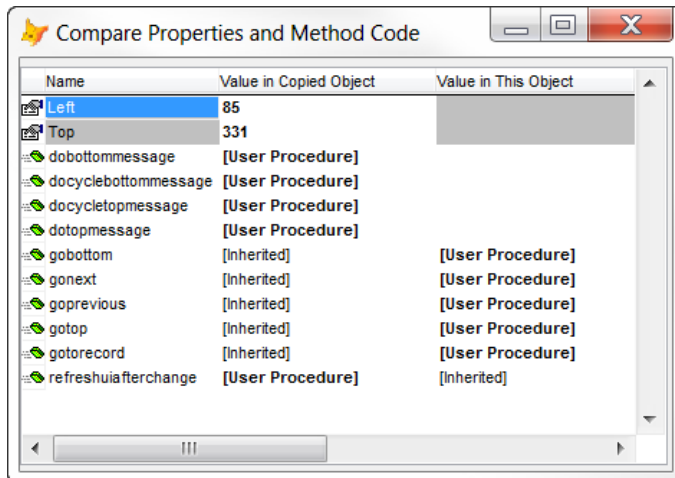 Compare Properties and Method Code
Name Value in Copied Object Value in This Object
Left 85
Top 331
dobottommessage [User Procedure]
docyclebottommessage [User Procedure]
docycletopmessage [User Procedure]
dotopmessage [User Procedure]
gobottom [Inherited] [User Procedure]
gonext [Inherited] [User Procedure]
goprevious [Inherited] [User Procedure]
gotop [Inherited] [User Procedure]
gotorecord [Inherited] [User Procedure]
refreshuiafterchange [User Procedure] [Inherited]